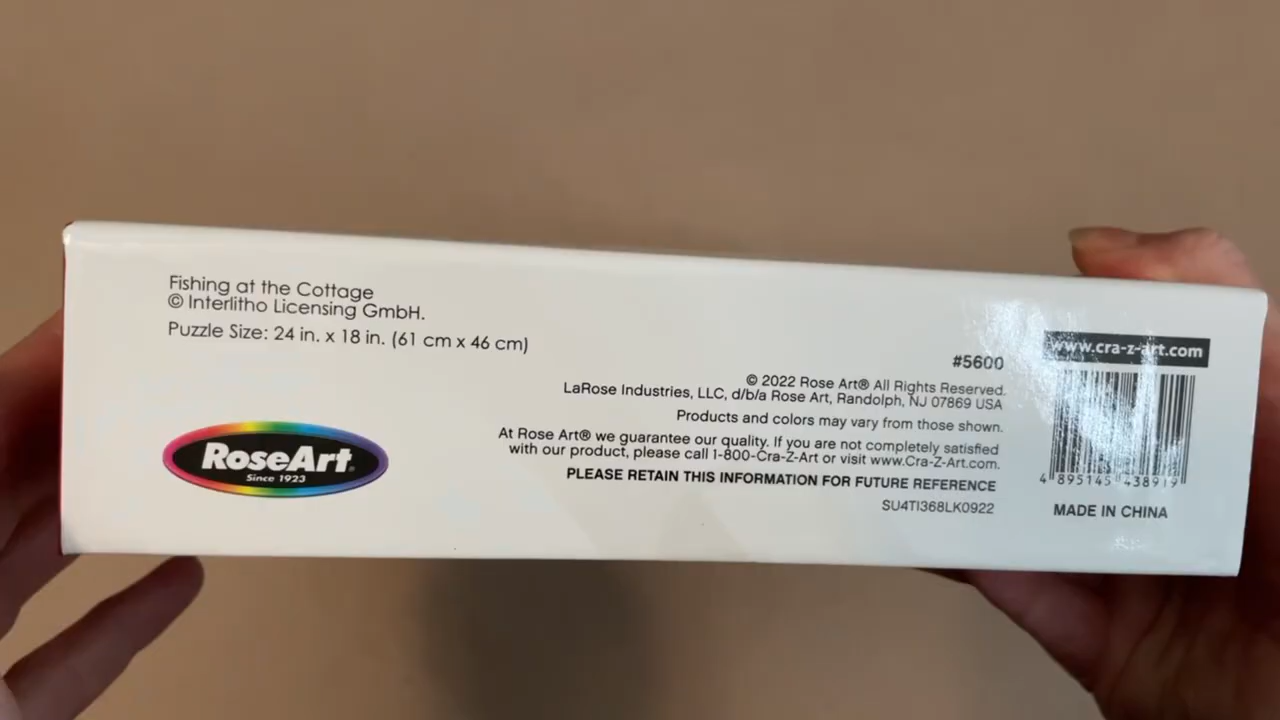 Fishing at the Cottage
© Interlitho Licensing GmbH.
Puzzle Size: 24 in. x 18 in. (61 cm x 46 cm)
RoseArt®
Since 1923
#5600
© 2022 Rose Art® All Rights Reserved.
LaRose Industries, LLC, d/b/a Rose Art, Randolph, NJ 07869 USA
Products and colors may vary from those shown.
At Rose Art® we guarantee our quality. If you are not completely satisfied
with our product, please call 1-800-Cra-Z-Art or visit www.Cra-Z-Art.com.
PLEASE RETAIN THIS INFORMATION FOR FUTURE REFERENCE
SU4TI368LK0922
www.cra-z-art.com
4 895145 438919
MADE IN CHINA